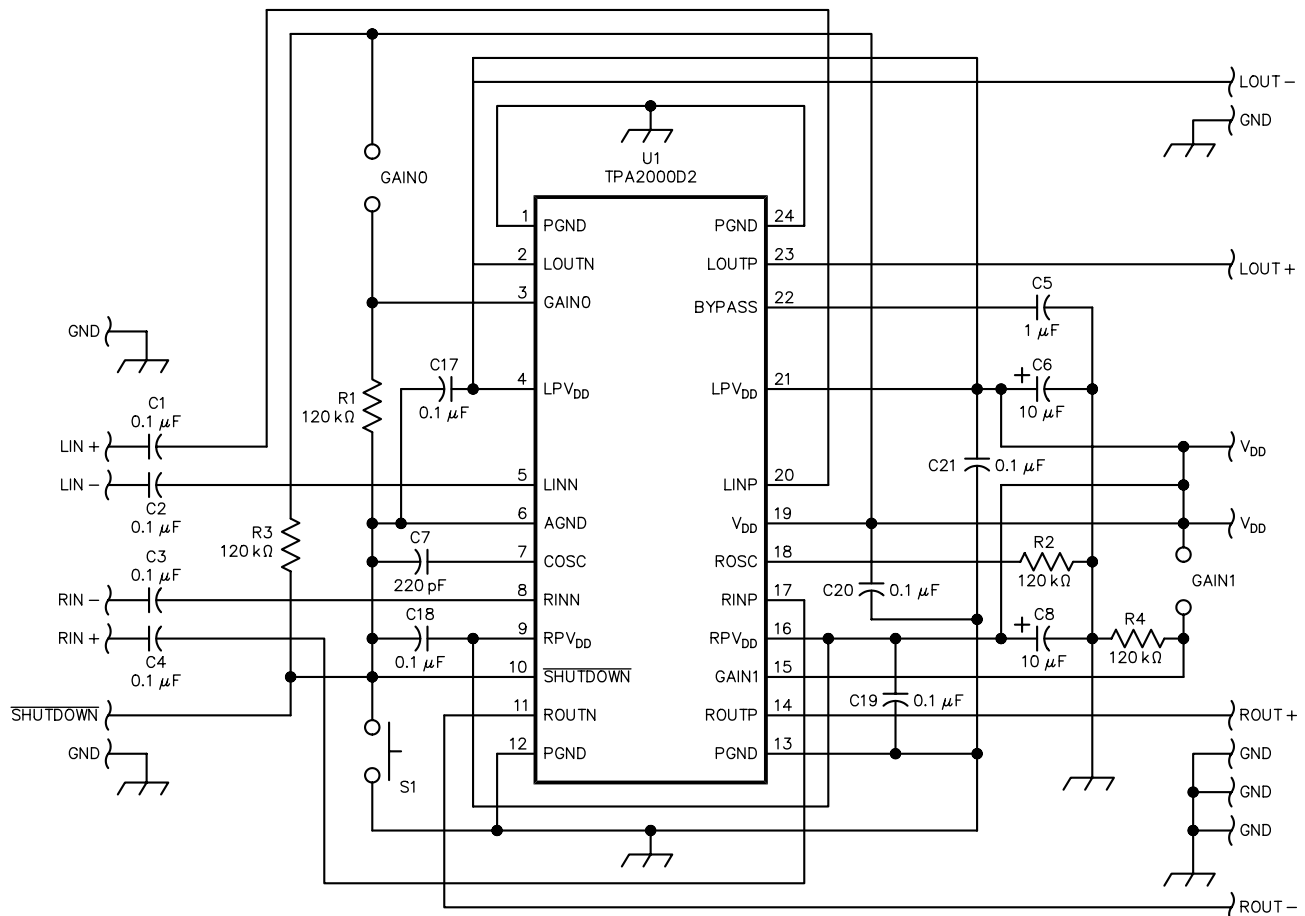 LOUT –
GND
U1
TPA2000D2
GAIN0
1 PGND PGND 24
2 LOUTN LOUTP 23
LOUT +
3 GAIN0 BYPASS 22
C5
1 µF
GND
C17
0.1 µF
4 LPVDD LPVDD 21
+ C6
10 µF
R1
120 kΩ
C1
0.1 µF
LIN +
VDD
C21 0.1 µF
LIN –
C2
0.1 µF
5 LINN LINP 20
6 AGND VDD 19
VDD
R3
120 kΩ
C7
220 pF
7 COSC ROSC 18
R2
120 kΩ
GAIN1
C3
0.1 µF
C20 0.1 µF
RIN –
8 RINN RINP 17
C18
0.1 µF
RIN +
C4
0.1 µF
9 RPVDD RPVDD 16
+ C8
10 µF
R4
120 kΩ
10 SHUTDOWN GAIN1 15
C19 0.1 µF
SHUTDOWN
11 ROUTN ROUTP 14
ROUT +
GND
12 PGND PGND 13
GND
S1
GND
GND
ROUT –